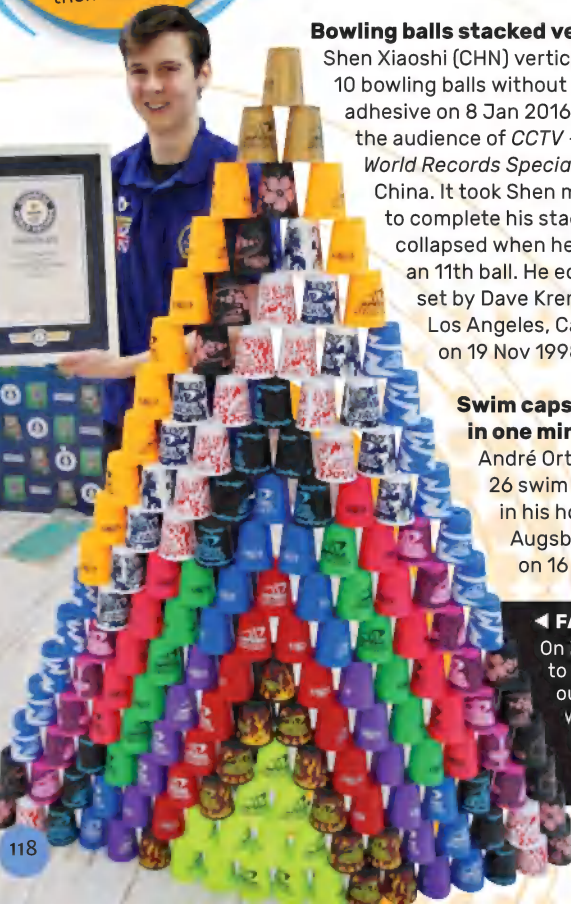 Bowling balls stacked ve
Shen Xiaoshi (CHN) vertic
10 bowling balls without
adhesive on 8 Jan 2016
the audience of CCTV -
World Records Specia
China. It took Shen m
to complete his stac
collapsed when he
an 11th ball. He eq
set by Dave Krem
Los Angeles, Ca
on 19 Nov 1998
Swim caps
in one min
André Ort
26 swim
in his ho
Augsb
on 16
◀ FA
On
to
ou
118